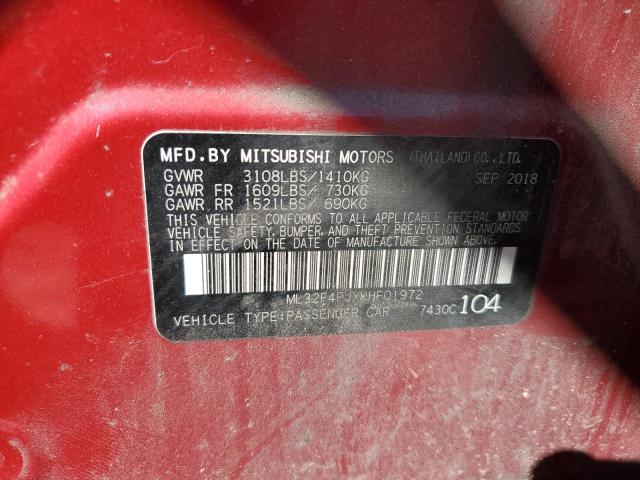 MFD.BY MITSUBISHI MOTORS (THAILAND) CO.,LTD.
GVWR 3108LBS/1410KG SEP 2018
GAWR FR 1609LBS/ 730KG
GAWR RR 1521LBS/ 690KG
THIS VEHICLE CONFORMS TO ALL APPLICABLE FEDERAL MOTOR
VEHICLE SAFETY, BUMPER, AND THEFT PREVENTION STANDARDS
IN EFFECT ON THE DATE OF MANUFACTURE SHOWN ABOVE.
ML32F4FJXKHF01972
VEHICLE TYPE:PASSENGER CAR 7430C 104